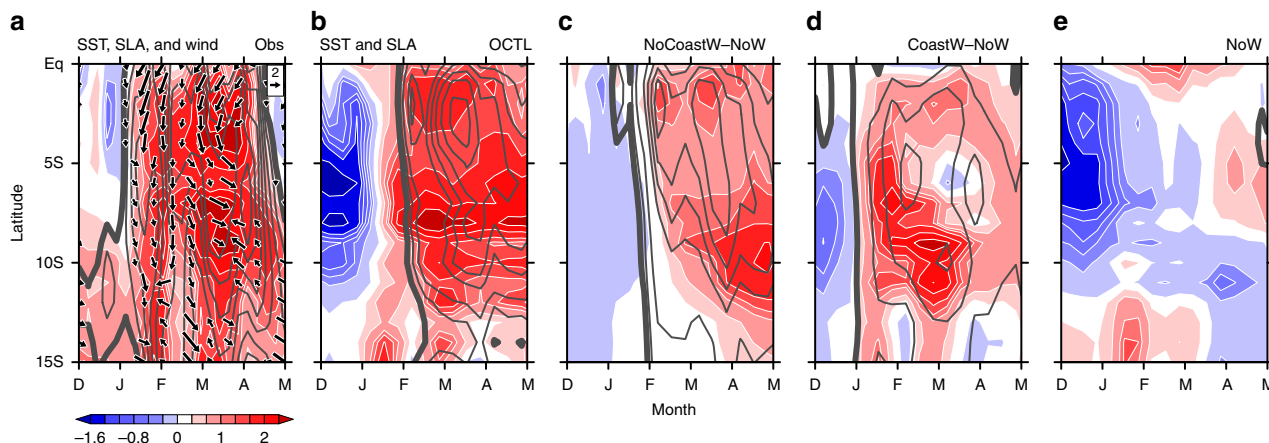 a b c d e
SST, SLA, and wind Obs SST and SLA OCTL NoCoastW–NoW CoastW–NoW NoW
Eq
2
5S
10S
15S
Latitude
D J F M A M D J F M A M D J F M A M D J F M A M D J F M A M
Month
−1.6 −0.8 0 1 2